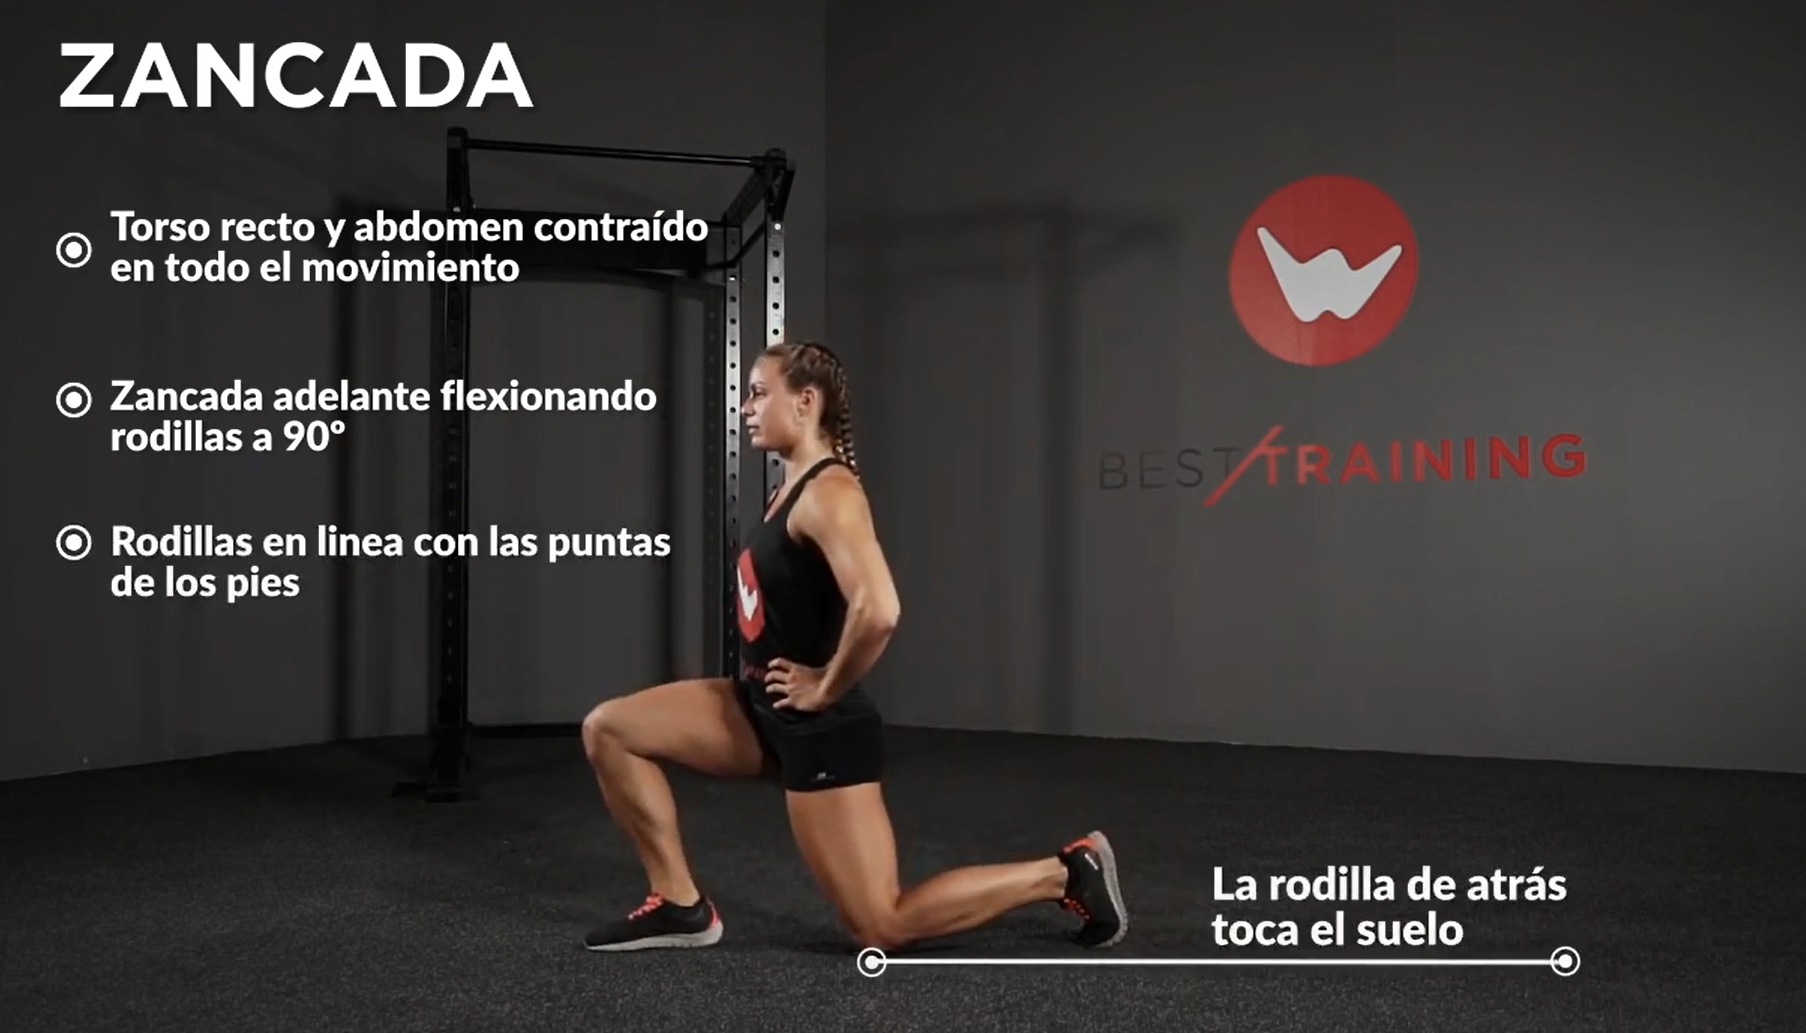 ZANCADA
Torso recto y abdomen contraído
en todo el movimiento
Zancada adelante flexionando
rodillas a 90º
Rodillas en linea con las puntas
de los pies
BEST TRAINING
La rodilla de atrás
toca el suelo